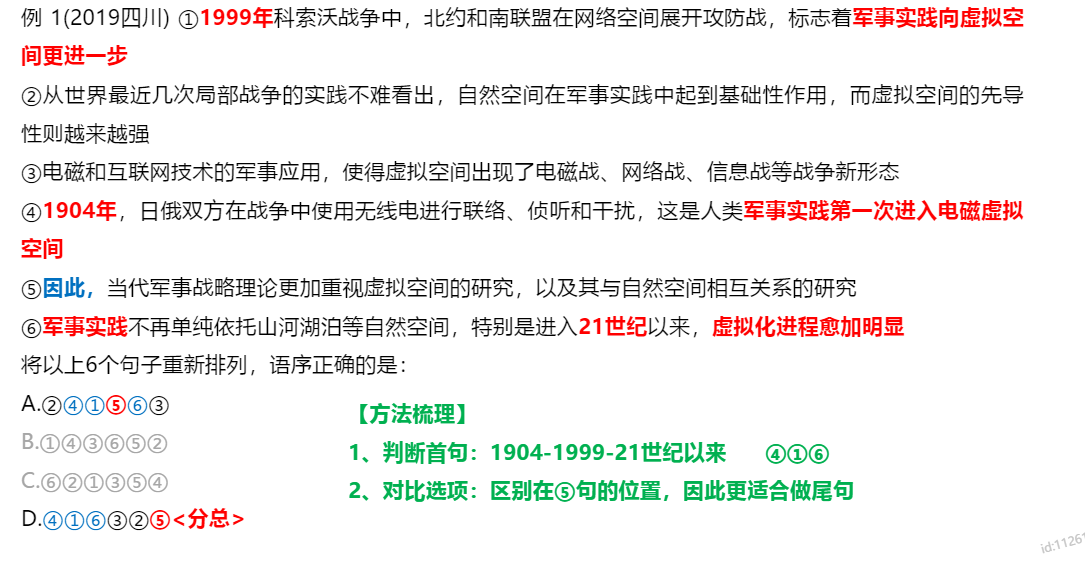 例 1(2019四川) ①1999年科索沃战争中，北约和南联盟在网络空间展开攻防战，标志着军事实践向虚拟空
间更进一步
②从世界最近几次局部战争的实践不难看出，自然空间在军事实践中起到基础性作用，而虚拟空间的先导
性则越来越强
③电磁和互联网技术的军事应用，使得虚拟空间出现了电磁战、网络战、信息战等战争新形态
④1904年，日俄双方在战争中使用无线电进行联络、侦听和干扰，这是人类军事实践第一次进入电磁虚拟
空间
⑤因此，当代军事战略理论更加重视虚拟空间的研究，以及其与自然空间相互关系的研究
⑥军事实践不再单纯依托山河湖泊等自然空间，特别是进入21世纪以来，虚拟化进程愈加明显
将以上6个句子重新排列，语序正确的是：
A.②④①⑤⑥③
【方法梳理】
B.①④③⑥⑤②
1、判断首句：1904-1999-21世纪以来 ④①⑥
C.⑥②①③⑤④
2、对比选项：区别在⑤句的位置，因此更适合做尾句
D.④①⑥③②⑤<分总>
id:11261